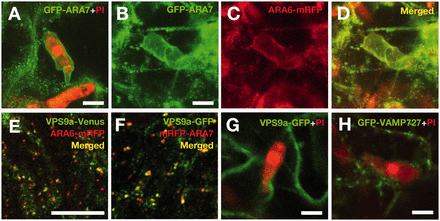 A GFP-ARA7+PI
B GFP-ARA7
C ARA6-mRFP
D Merged
E VPS9a-Venus
ARA6-mRFP
Merged
F VPS9a-GFP
mRFP-ARA7
Merged
G VPS9a-GFP+PI
H GFP-VAMP727+PI